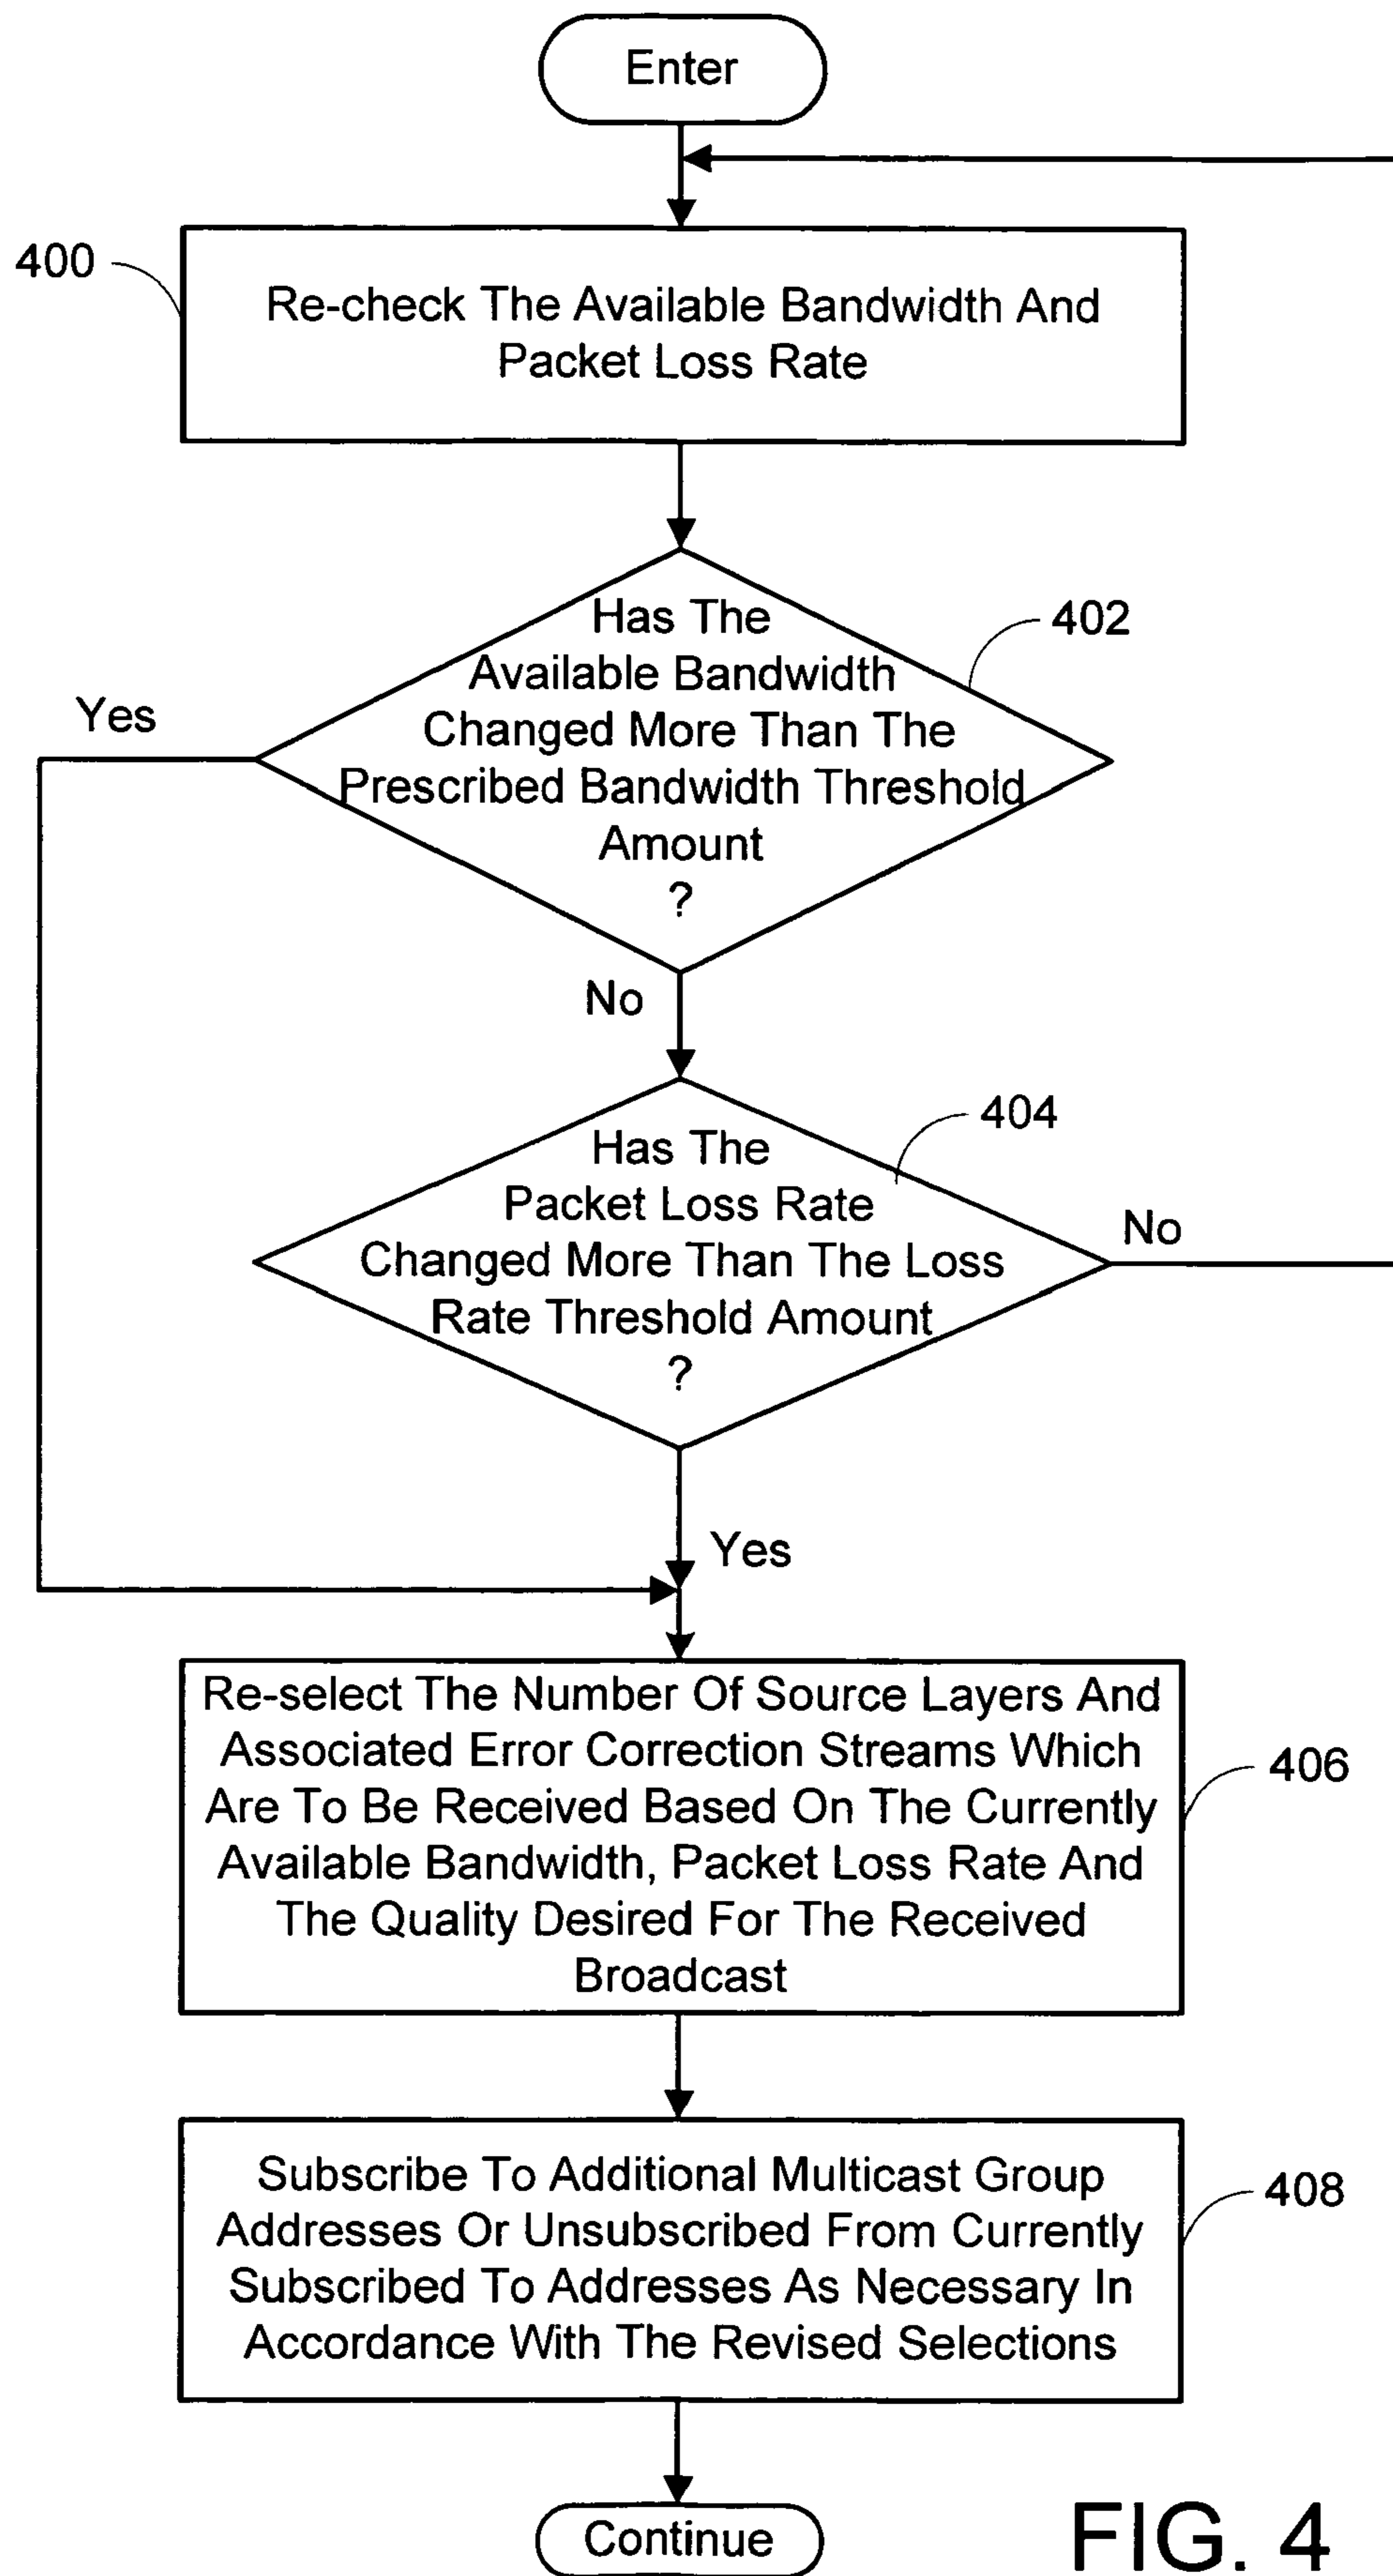 Enter
400
Re-check The Available Bandwidth And
Packet Loss Rate
402
Has The
Available Bandwidth
Changed More Than The
Prescribed Bandwidth Threshold
Amount
?
Yes
No
404
Has The
Packet Loss Rate
Changed More Than The Loss
Rate Threshold Amount
?
No
Yes
Re-select The Number Of Source Layers And
Associated Error Correction Streams Which
Are To Be Received Based On The Currently
Available Bandwidth, Packet Loss Rate And
The Quality Desired For The Received
Broadcast
406
Subscribe To Additional Multicast Group
Addresses Or Unsubscribed From Currently
Subscribed To Addresses As Necessary In
Accordance With The Revised Selections
408
Continue
FIG. 4